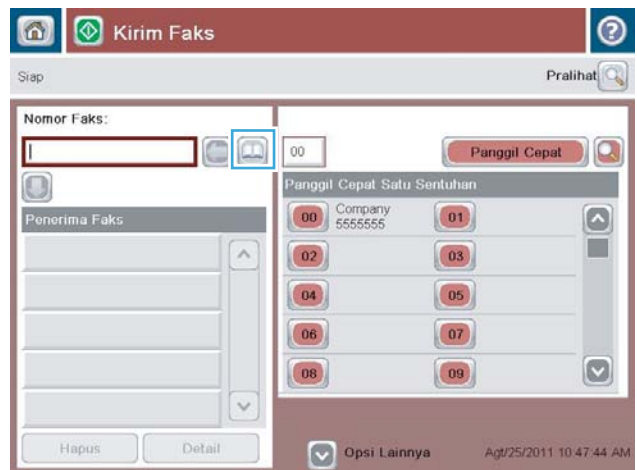 Kirim Faks
?
Siap
Pralihat
Nomor Faks:
00
Panggil Cepat
Panggil Cepat Satu Sentuhan
Penerima Faks
00 Company 01
5555555
02 03
04 05
06 07
08 09
Hapus Detail
Opsi Lainnya Agt/25/2011 10:47:44 AM